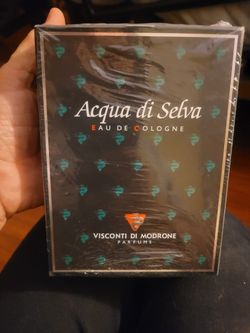 Acqua di Selva
EAU DE COLOGNE
VISCONTI DI MODRONE
PARFUMS